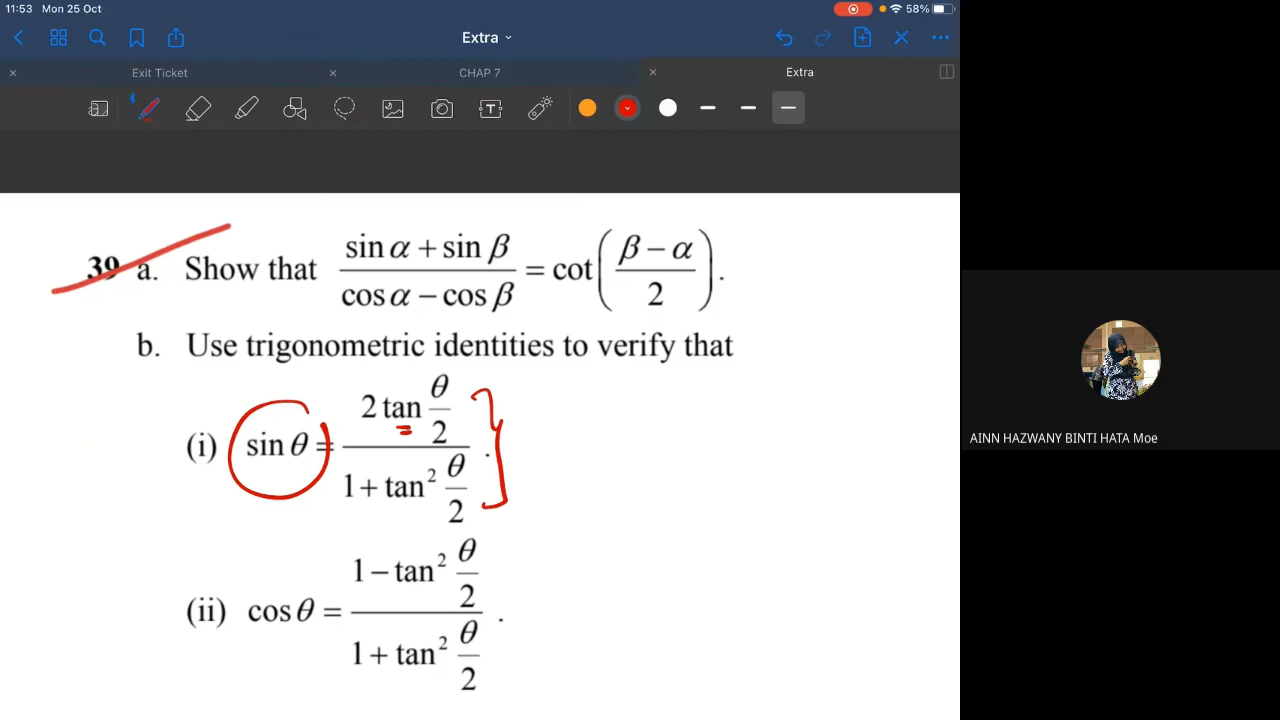 11:53 Mon 25 Oct 58%
Extra
Exit Ticket CHAP 7 Extra
39 a. Show that (sin α + sin β)/(cos α − cos β) = cot((β − α)/2).
b. Use trigonometric identities to verify that
(i) sin θ = (2 tan θ/2)/(1 + tan² θ/2).
(ii) cos θ = (1 − tan² θ/2)/(1 + tan² θ/2).
AINN HAZWANY BINTI HATA Moe